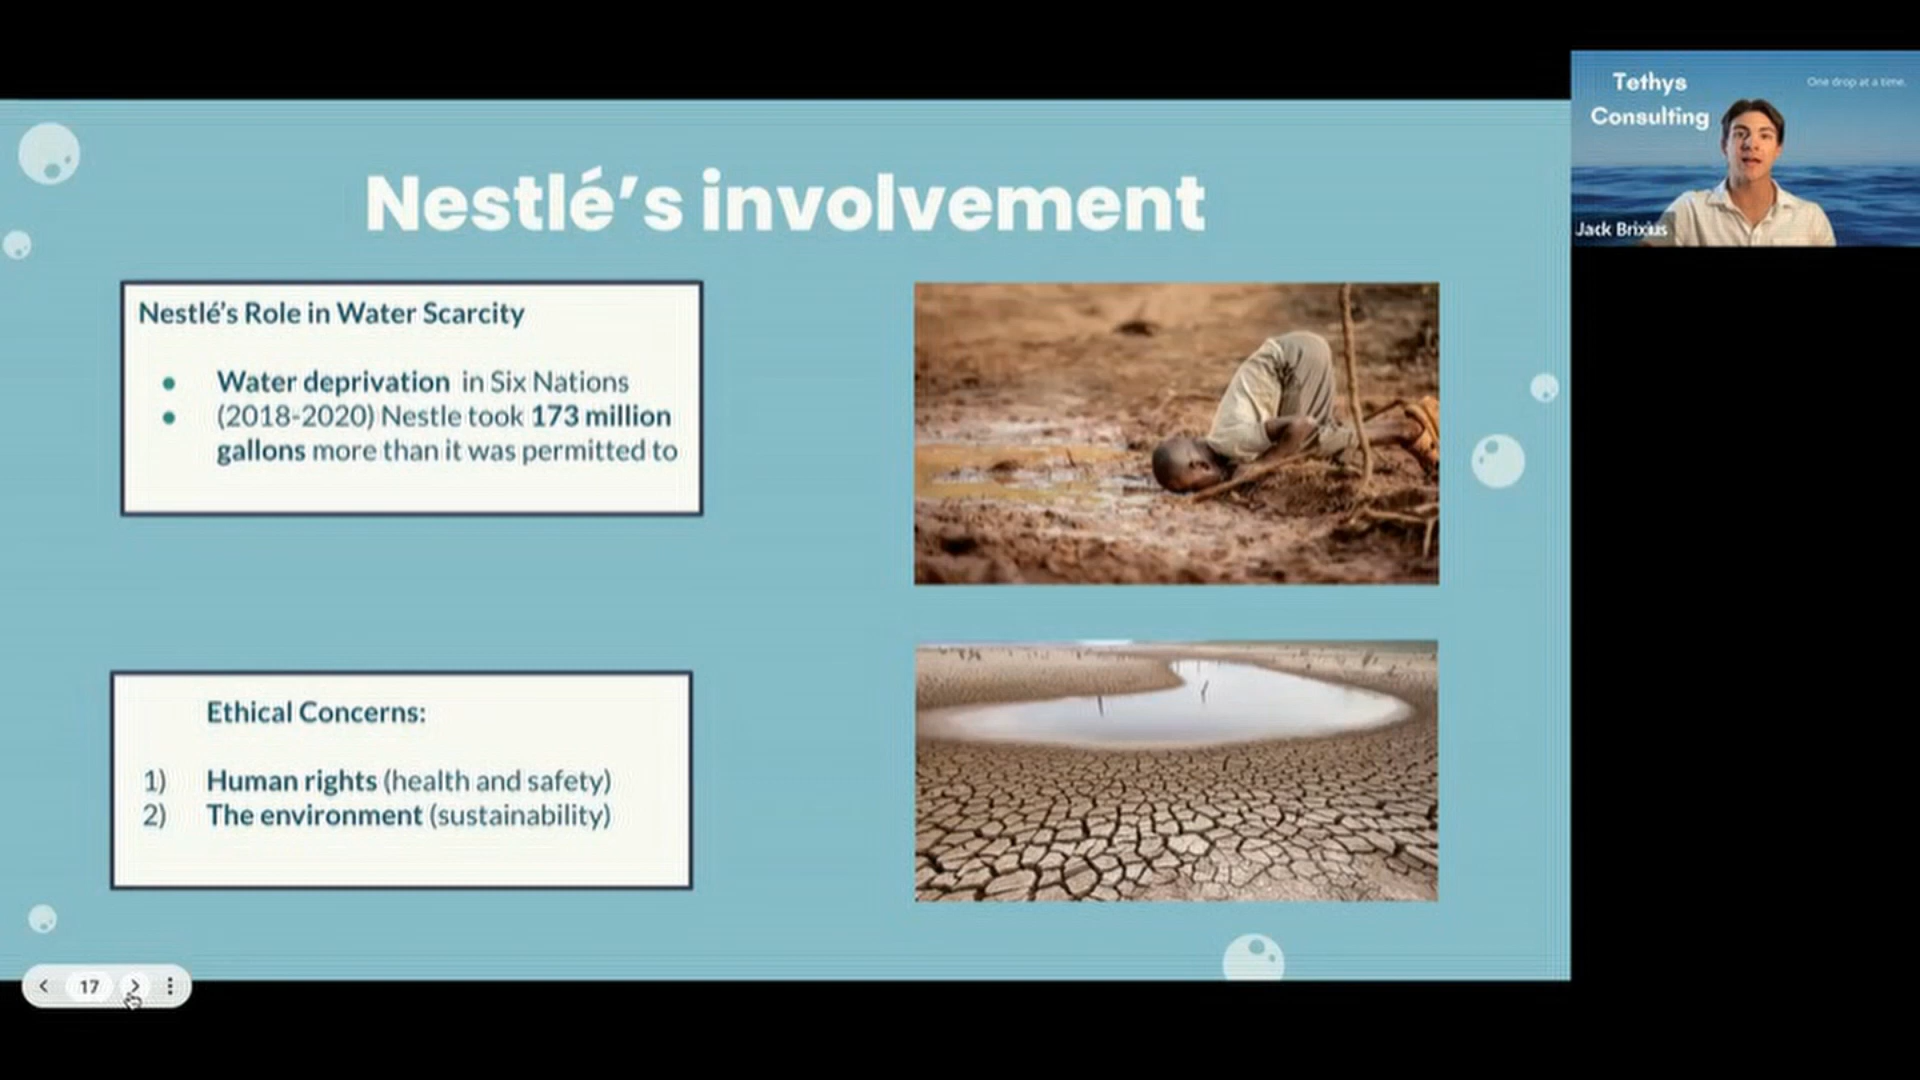 Nestlé's involvement
Nestlé's Role in Water Scarcity
● Water deprivation in Six Nations
● (2018-2020) Nestle took 173 million
gallons more than it was permitted to
Ethical Concerns:
1) Human rights (health and safety)
2) The environment (sustainability)
17
Tethys
Consulting
One drop at a time.
Jack Brixius